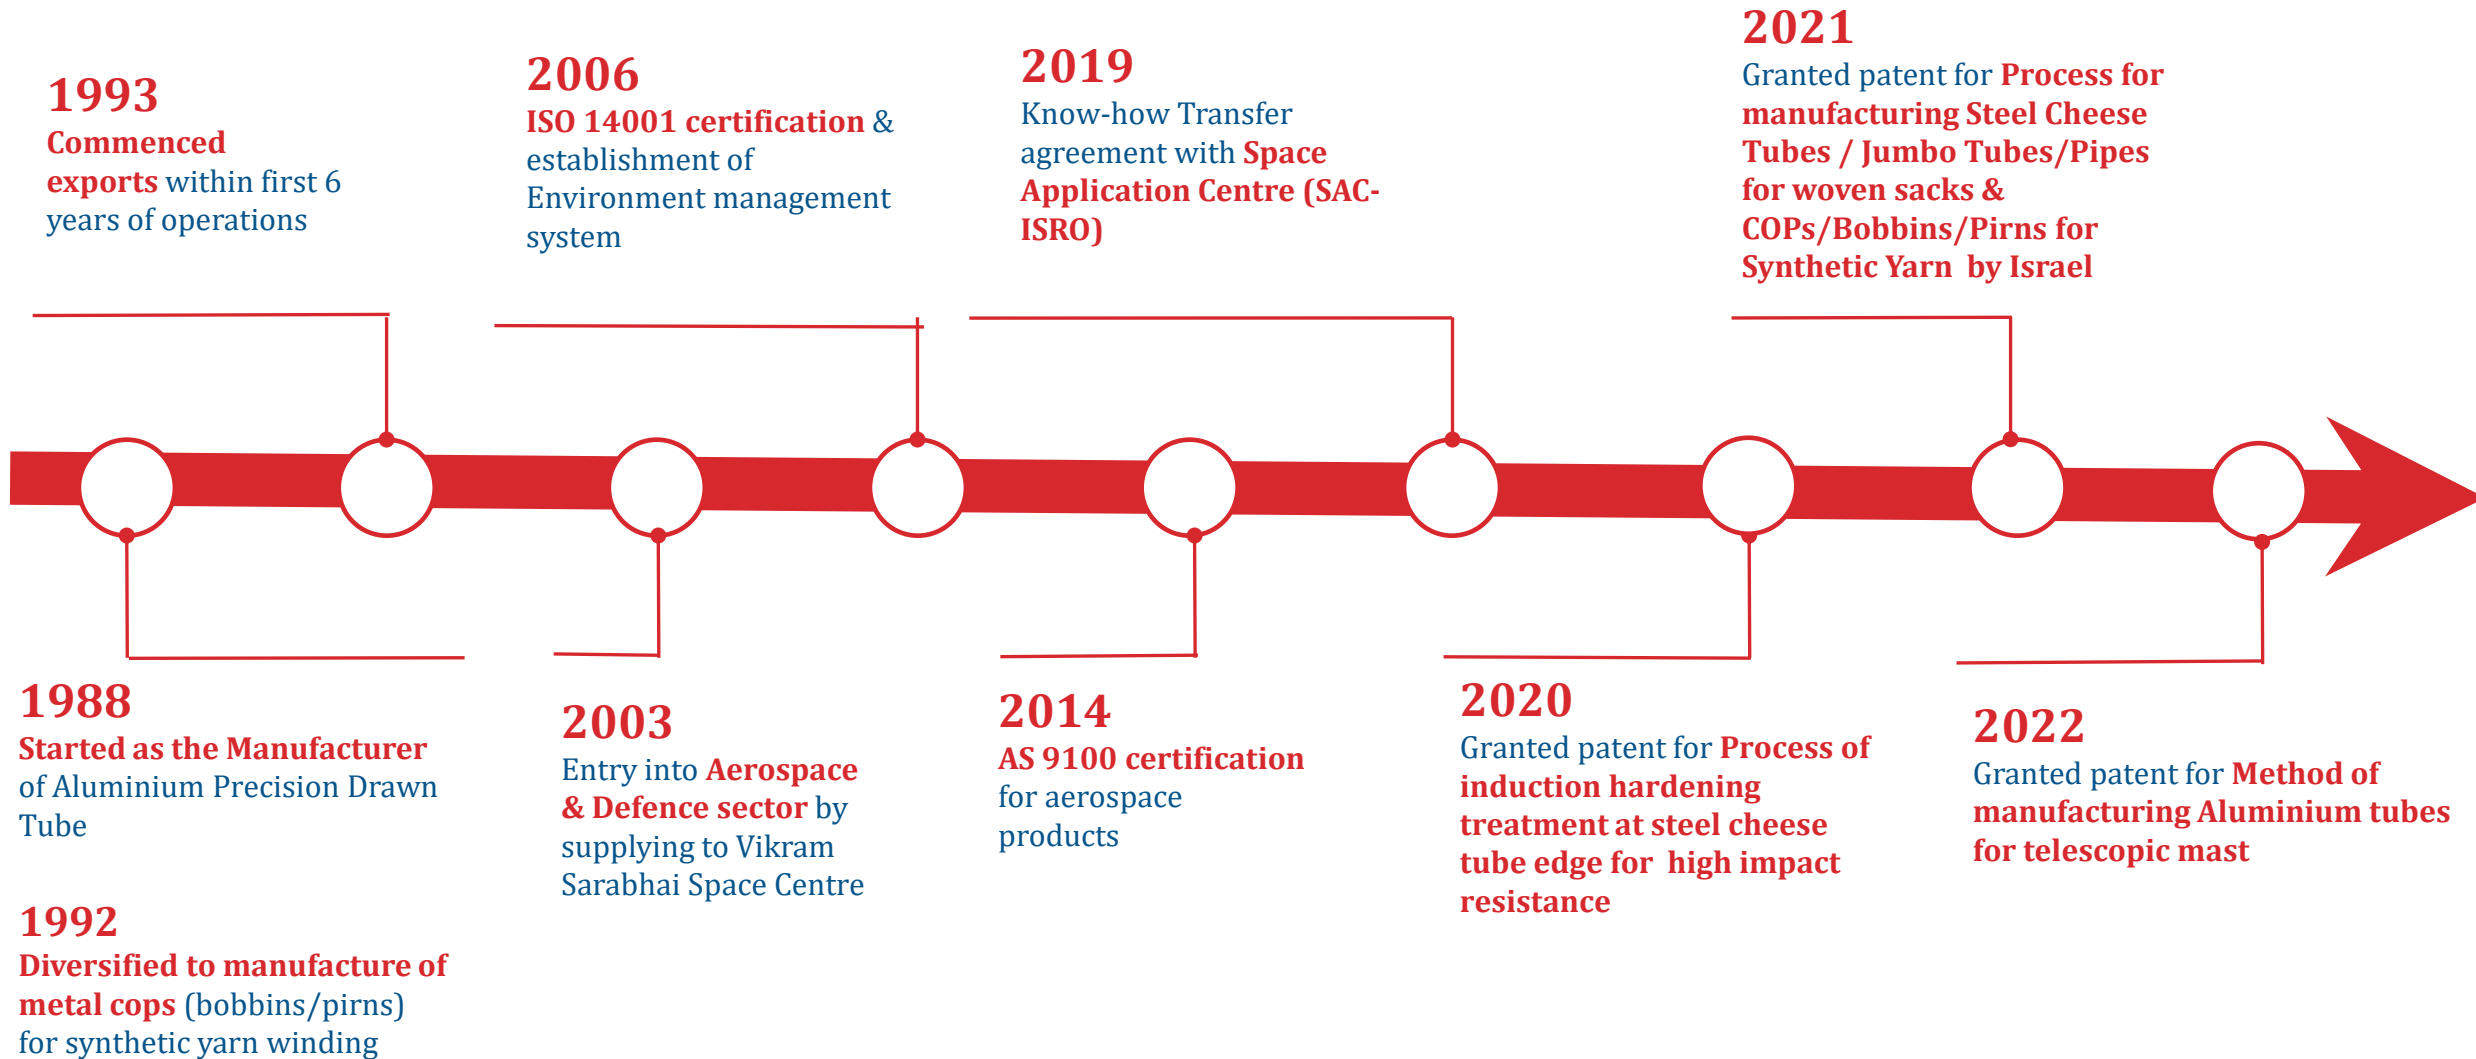 1993
Commenced
exports within first 6
years of operations
2006
ISO 14001 certification &
establishment of
Environment management
system
2019
Know-how Transfer
agreement with Space
Application Centre (SAC-
ISRO)
2021
Granted patent for Process for
manufacturing Steel Cheese
Tubes / Jumbo Tubes/Pipes
for woven sacks &
COPs/Bobbins/Pirns for
Synthetic Yarn by Israel
1988
Started as the Manufacturer
of Aluminium Precision Drawn
Tube
1992
Diversified to manufacture of
metal cops (bobbins/pirns)
for synthetic yarn winding
2003
Entry into Aerospace
& Defence sector by
supplying to Vikram
Sarabhai Space Centre
2014
AS 9100 certification
for aerospace
products
2020
Granted patent for Process of
induction hardening
treatment at steel cheese
tube edge for high impact
resistance
2022
Granted patent for Method of
manufacturing Aluminium tubes
for telescopic mast